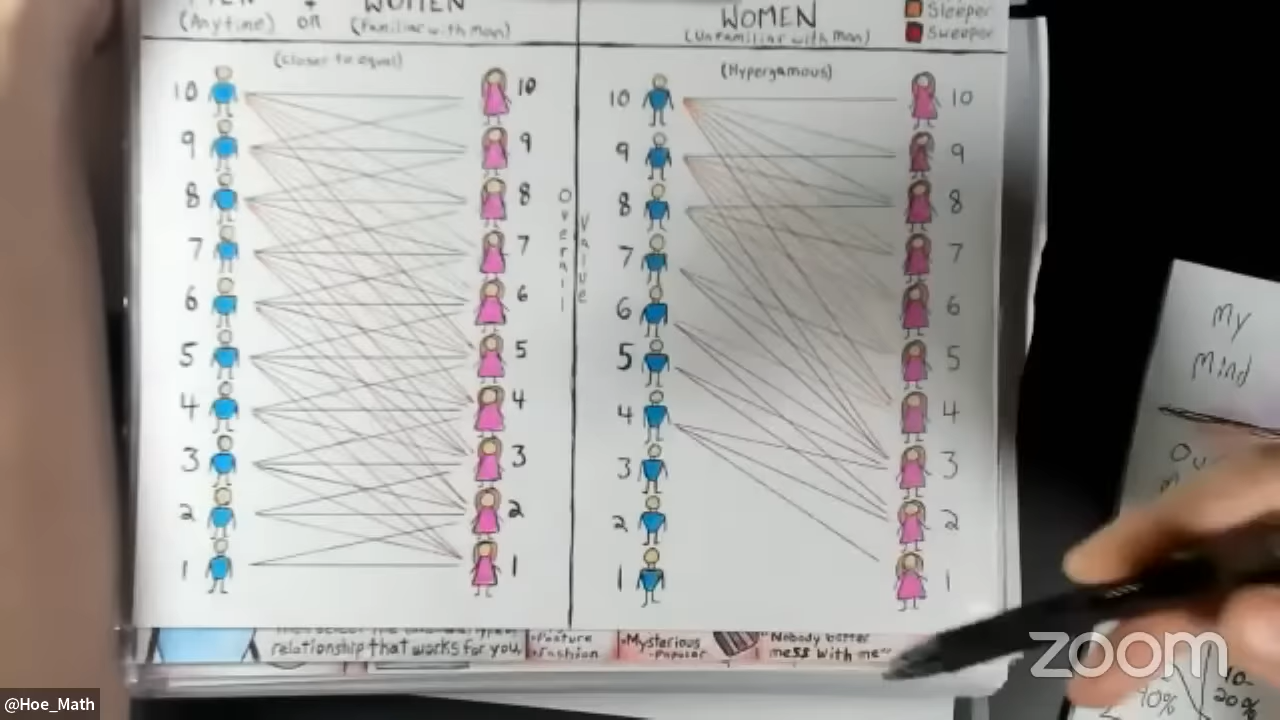 WOMEN
(Anytime) + or (Familiar with man)
(closer to equal)
10 10
9 9
8 8
7 7
6 6
5 5
4 4
3 3
2 2
1 1
Overall
Value
WOMEN
(Unfamiliar with man)
(Hypergamous)
10 10
9 9
8 8
7 7
6 6
5 5
4 4
3 3
2 2
1 1
Sleeper
Sweeper
relationship that works for you,
Posture
Fashion
Mysterious
Popular
"Nobody better
mess with me"
My
Mind
10%
10-
20%
zoom
@Hoe_Math